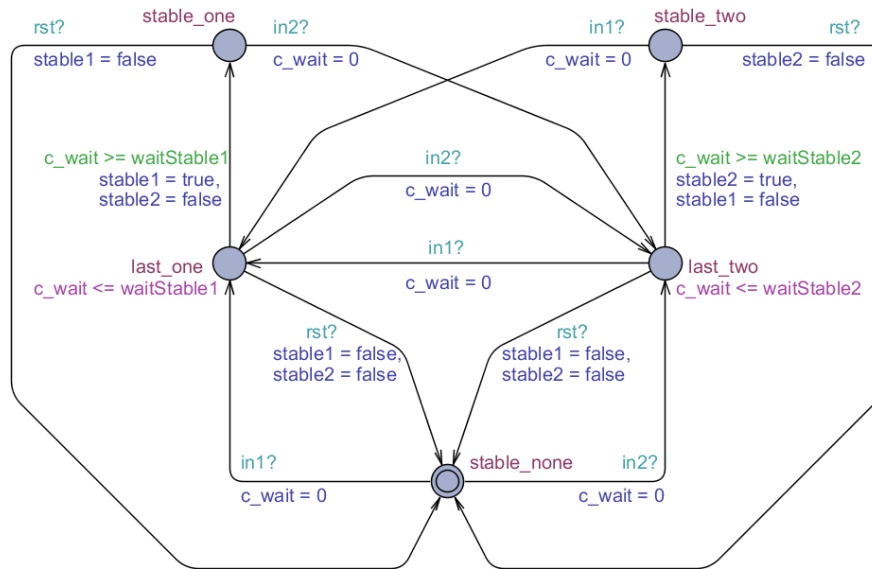 stable_one
stable_two
rst?
in2?
in1?
rst?
stable1 = false
c_wait = 0
c_wait = 0
stable2 = false
c_wait >= waitStable1
stable1 = true,
stable2 = false
in2?
c_wait = 0
c_wait >= waitStable2
stable2 = true,
stable1 = false
in1?
c_wait = 0
last_one
c_wait <= waitStable1
last_two
c_wait <= waitStable2
rst?
stable1 = false,
stable2 = false
rst?
stable1 = false,
stable2 = false
in1?
c_wait = 0
stable_none
in2?
c_wait = 0